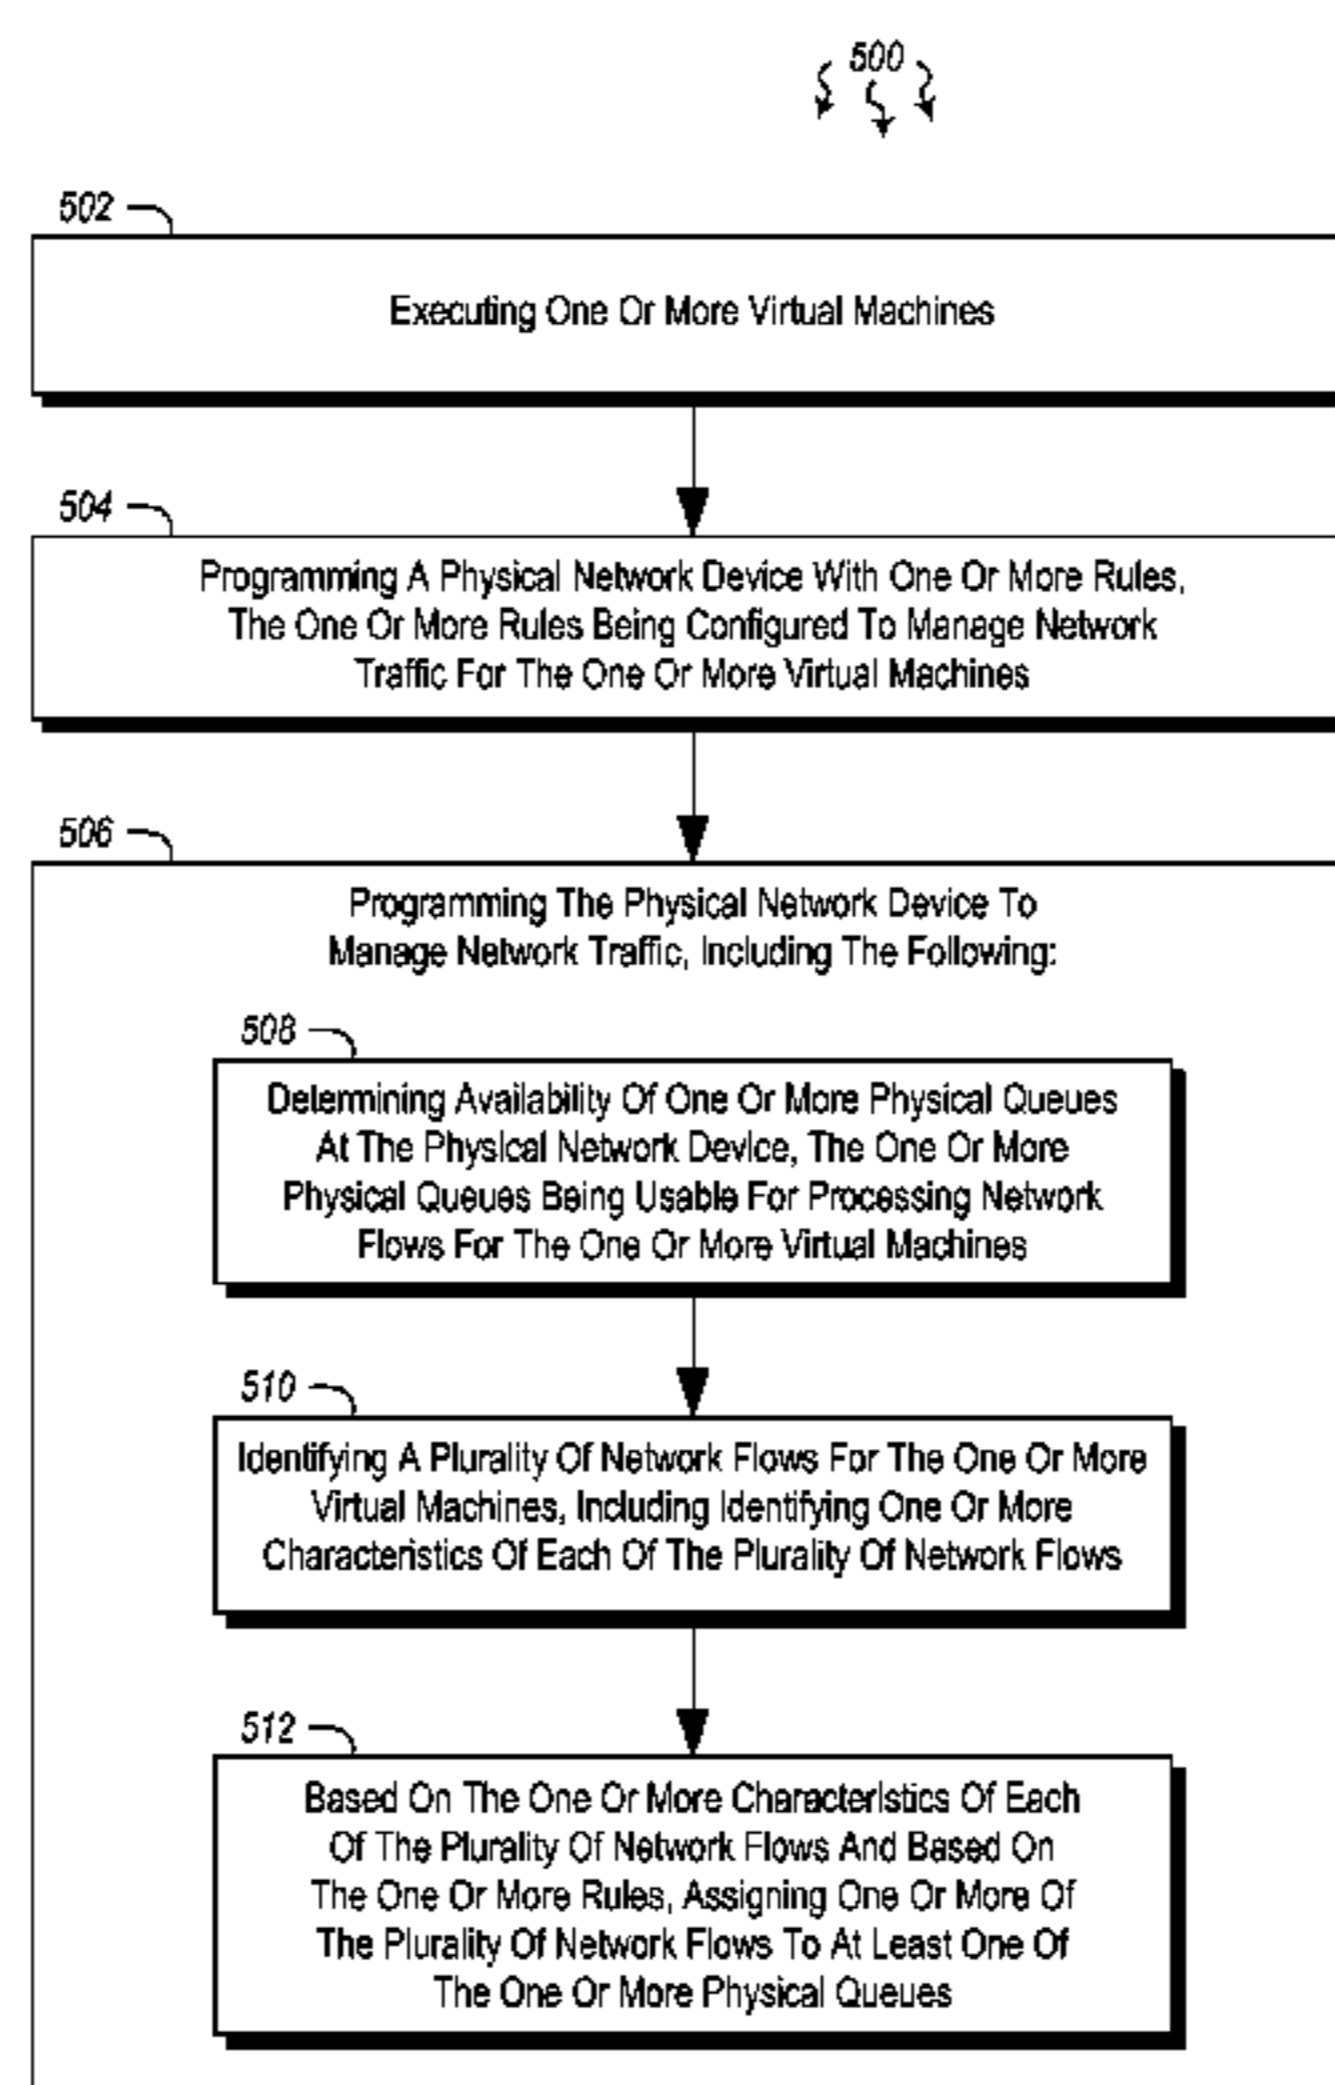 500
502
Executing One Or More Virtual Machines
504
Programming A Physical Network Device With One Or More Rules,
The One Or More Rules Being Configured To Manage Network
Traffic For The One Or More Virtual Machines
506
Programming The Physical Network Device To
Manage Network Traffic, Including The Following:
508
Determining Availability Of One Or More Physical Queues
At The Physical Network Device, The One Or More
Physical Queues Being Usable For Processing Network
Flows For The One Or More Virtual Machines
510
Identifying A Plurality Of Network Flows For The One Or More
Virtual Machines, Including Identifying One Or More
Characteristics Of Each Of The Plurality Of Network Flows
512
Based On The One Or More Characteristics Of Each
Of The Plurality Of Network Flows And Based On
The One Or More Rules, Assigning One Or More Of
The Plurality Of Network Flows To At Least One Of
The One Or More Physical Queues